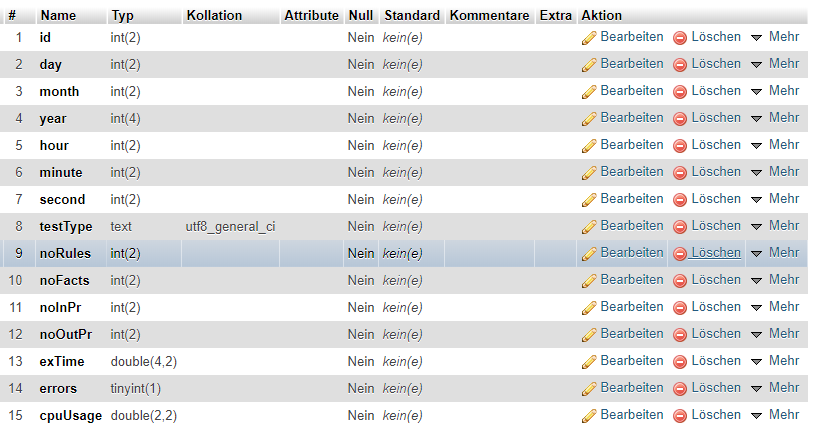 # Name Typ Kollation Attribute Null Standard Kommentare Extra Aktion
1 id int(2) Nein kein(e) Bearbeiten Löschen Mehr
2 day int(2) Nein kein(e) Bearbeiten Löschen Mehr
3 month int(2) Nein kein(e) Bearbeiten Löschen Mehr
4 year int(4) Nein kein(e) Bearbeiten Löschen Mehr
5 hour int(2) Nein kein(e) Bearbeiten Löschen Mehr
6 minute int(2) Nein kein(e) Bearbeiten Löschen Mehr
7 second int(2) Nein kein(e) Bearbeiten Löschen Mehr
8 testType text utf8_general_ci Nein kein(e) Bearbeiten Löschen Mehr
9 noRules int(2) Nein kein(e) Bearbeiten Löschen Mehr
10 noFacts int(2) Nein kein(e) Bearbeiten Löschen Mehr
11 noInPr int(2) Nein kein(e) Bearbeiten Löschen Mehr
12 noOutPr int(2) Nein kein(e) Bearbeiten Löschen Mehr
13 exTime double(4,2) Nein kein(e) Bearbeiten Löschen Mehr
14 errors tinyint(1) Nein kein(e) Bearbeiten Löschen Mehr
15 cpuUsage double(2,2) Nein kein(e) Bearbeiten Löschen Mehr